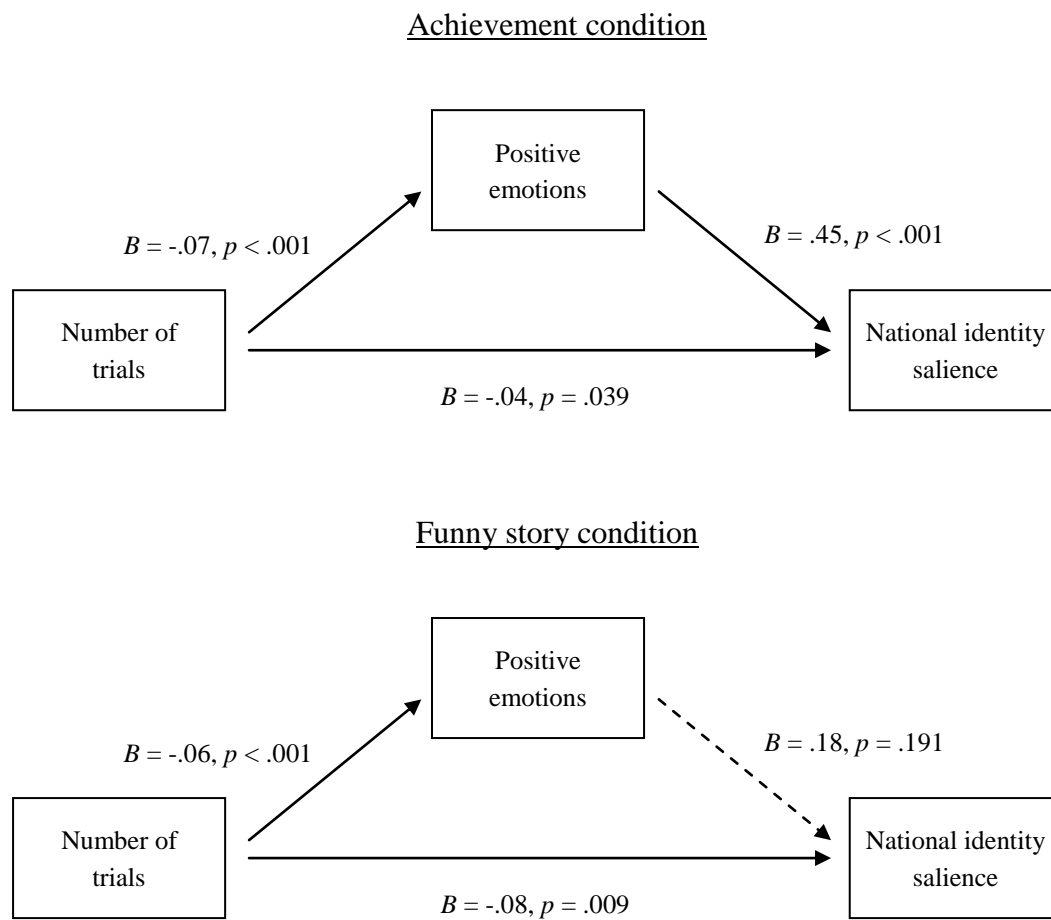 Achievement condition
Positive
emotions
B = -.07, p < .001
B = .45, p < .001
Number of
trials
National identity
salience
B = -.04, p = .039
Funny story condition
Positive
emotions
B = -.06, p < .001
B = .18, p = .191
Number of
trials
National identity
salience
B = -.08, p = .009